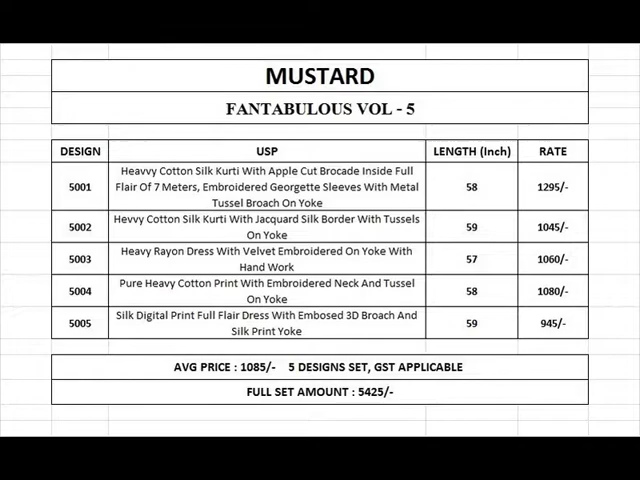 MUSTARD
FANTABULOUS VOL - 5
DESIGN USP LENGTH (Inch) RATE
5001 Heavvy Cotton Silk Kurti With Apple Cut Brocade Inside Full
Flair Of 7 Meters, Embroidered Georgette Sleeves With Metal
Tussel Broach On Yoke 58 1295/-
5002 Hevvy Cotton Silk Kurti With Jacquard Silk Border With Tussels
On Yoke 59 1045/-
5003 Heavy Rayon Dress With Velvet Embroidered On Yoke With
Hand Work 57 1060/-
5004 Pure Heavy Cotton Print With Embroidered Neck And Tussel
On Yoke 58 1080/-
5005 Silk Digital Print Full Flair Dress With Embosed 3D Broach And
Silk Print Yoke 59 945/-
AVG PRICE : 1085/- 5 DESIGNS SET, GST APPLICABLE
FULL SET AMOUNT : 5425/-